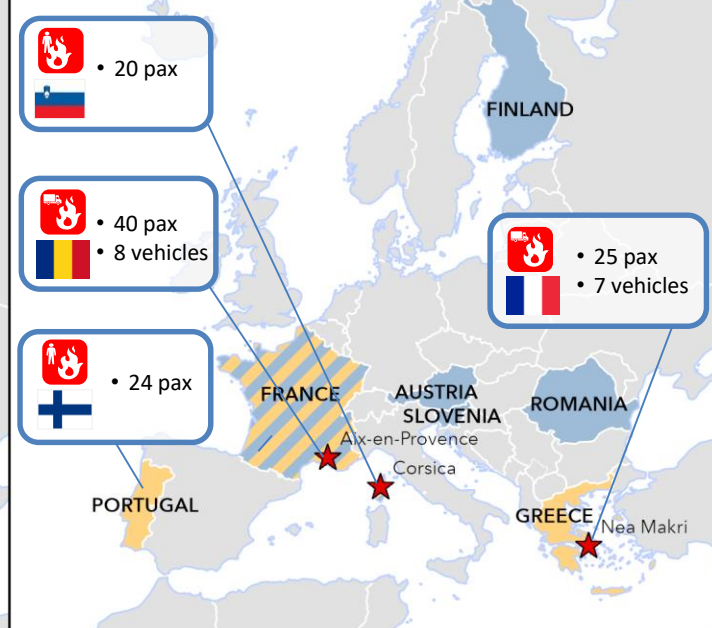 • 20 pax
FINLAND
• 40 pax
• 8 vehicles
• 25 pax
• 7 vehicles
• 24 pax
FRANCE
AUSTRIA
SLOVENIA
ROMANIA
Aix-en-Provence
Corsica
PORTUGAL
GREECE
Nea Makri